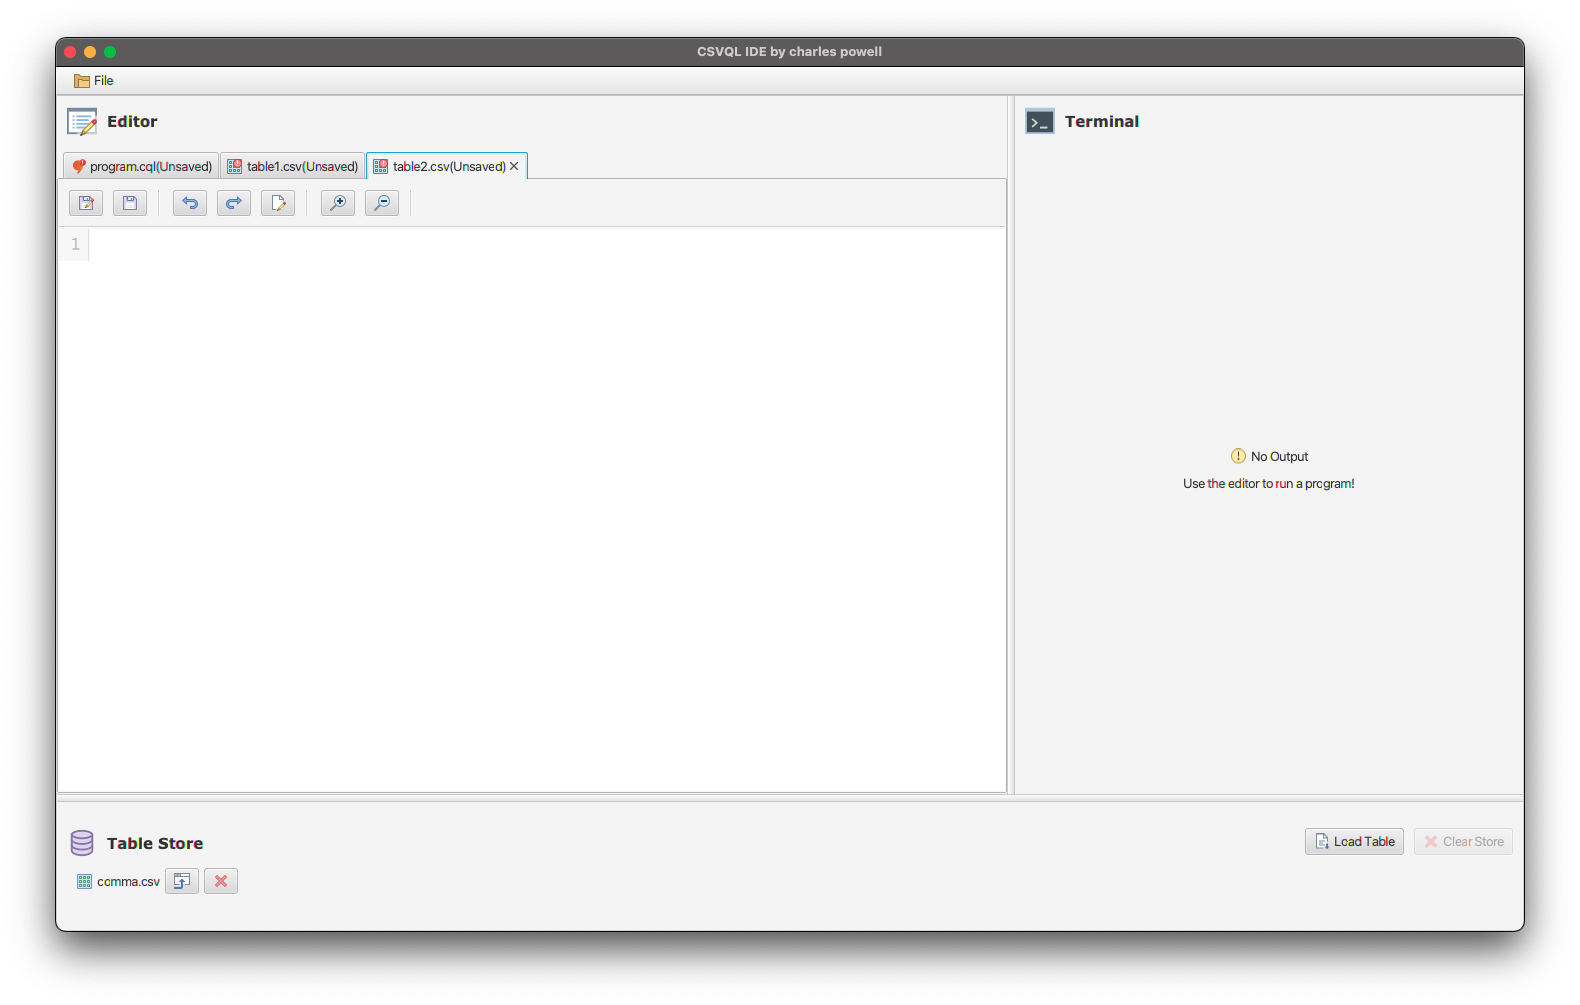 CSVQL IDE by charles powell
File
Editor
program.cql(Unsaved)
table1.csv(Unsaved)
table2.csv(Unsaved)
1
Terminal
No Output
Use the editor to run a program!
Table Store
Load Table
Clear Store
comma.csv